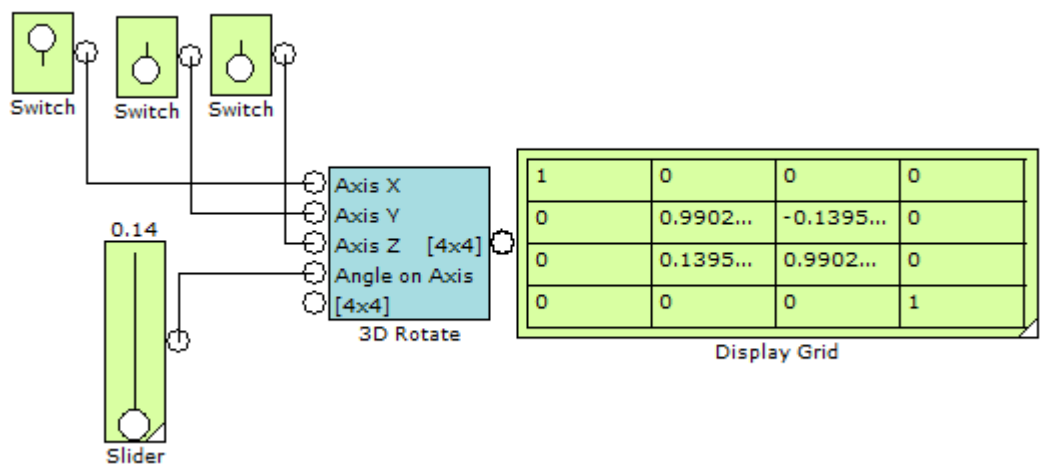 Switch
Switch
Switch
0.14
Slider
Axis X
Axis Y
Axis Z [4x4]
Angle on Axis
[4x4]
3D Rotate
1 0 0 0
0 0.9902... -0.1395... 0
0 0.1395... 0.9902... 0
0 0 0 1
Display Grid